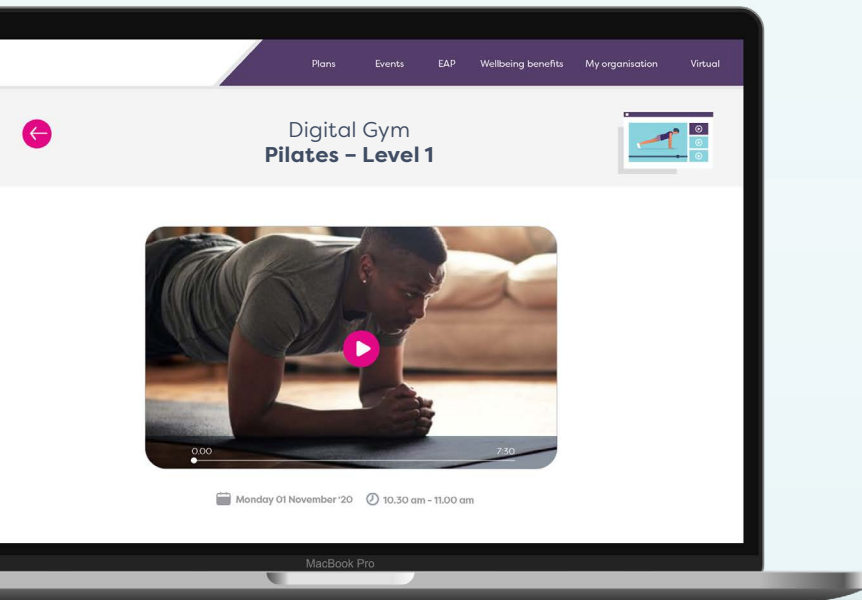 Plans Events EAP Wellbeing benefits My organisation Virtual
Digital Gym
Pilates – Level 1
0.00 7:30
Monday 01 November '20 10.30 am - 11.00 am
MacBook Pro